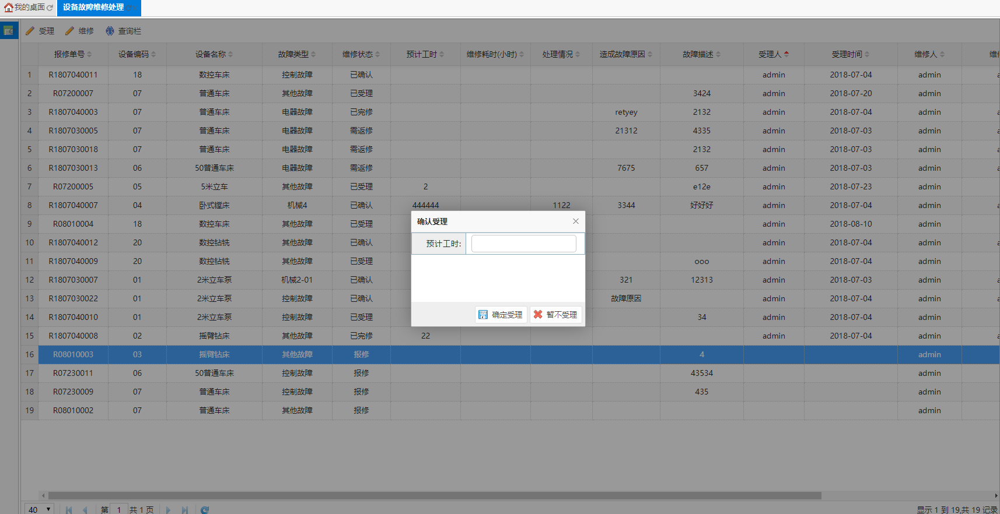 我的桌面 设备故障维修处理
受理 维修 查询栏
报修单号 设备编码 设备名称 故障类型 维修状态 预计工时 维修耗时(小时) 处理情况 造成故障原因 故障描述 受理人 受理时间 维修人
1 R1807040011 18 数控车床 控制故障 已确认 admin 2018-07-04 admin
2 R07200007 07 普通车床 其他故障 已受理 3424 admin 2018-07-20 admin
3 R1807040003 07 普通车床 电器故障 已完修 retyey 2132 admin 2018-07-04 admin
4 R1807030005 07 普通车床 电器故障 需返修 21312 4335 admin 2018-07-03 admin
5 R1807030018 07 普通车床 电器故障 需返修 2132 admin 2018-07-03 admin
6 R1807030013 06 50普通车床 电器故障 需返修 7675 657 admin 2018-07-03 admin
7 R07200005 05 5米立车 其他故障 已受理 2 e12e admin 2018-07-23 admin
8 R1807040007 04 卧式镗床 机械4 已确认 444444 1122 3344 好好好 admin 2018-07-04 admin
9 R08010004 18 数控车床 其他故障 已受理 admin 2018-08-10 admin
10 R1807040012 20 数控钻铣 其他故障 已确认 admin 2018-07-04 admin
11 R1807040009 20 数控钻铣 其他故障 已受理 ooo admin 2018-07-04 admin
12 R1807030007 01 2米立车泵 机械2-01 已确认 321 12313 admin 2018-07-03 admin
13 R1807030022 01 2米立车泵 控制故障 已确认 故障原因 admin 2018-07-04 admin
14 R1807040010 01 2米立车泵 控制故障 已受理 34 admin 2018-07-04 admin
15 R1807040008 02 摇臂钻床 其他故障 已完修 22 admin 2018-07-04 admin
16 R08010003 03 摇臂钻床 其他故障 报修 4 admin
17 R07230011 06 50普通车床 控制故障 报修 43534 admin
18 R07230009 07 普通车床 控制故障 报修 435 admin
19 R08010002 07 普通车床 其他故障 报修 admin
确认受理
预计工时:
确定受理 暂不受理
40 第 1 共 1 页 显示 1 到 19,共 19 记录